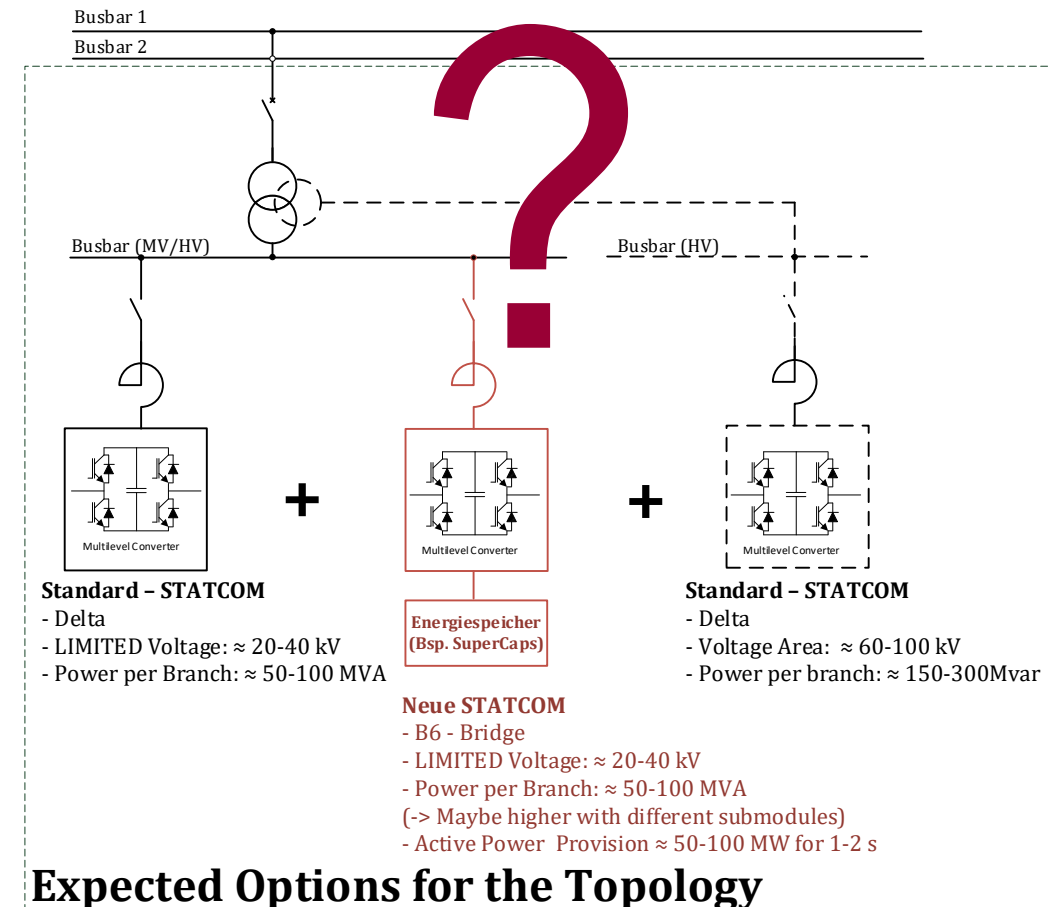 Busbar 1
Busbar 2
?
Busbar (MV/HV)
Busbar (HV)
Multilevel Converter
+
Multilevel Converter
+
Multilevel Converter
Standard – STATCOM
- Delta
- LIMITED Voltage: ≈ 20-40 kV
- Power per Branch: ≈ 50-100 MVA
Energiespeicher
(Bsp. SuperCaps)
Neue STATCOM
- B6 - Bridge
- LIMITED Voltage: ≈ 20-40 kV
- Power per Branch: ≈ 50-100 MVA
(-> Maybe higher with different submodules)
- Active Power Provision ≈ 50-100 MW for 1-2 s
Standard – STATCOM
- Delta
- Voltage Area: ≈ 60-100 kV
- Power per branch: ≈ 150-300Mvar
Expected Options for the Topology